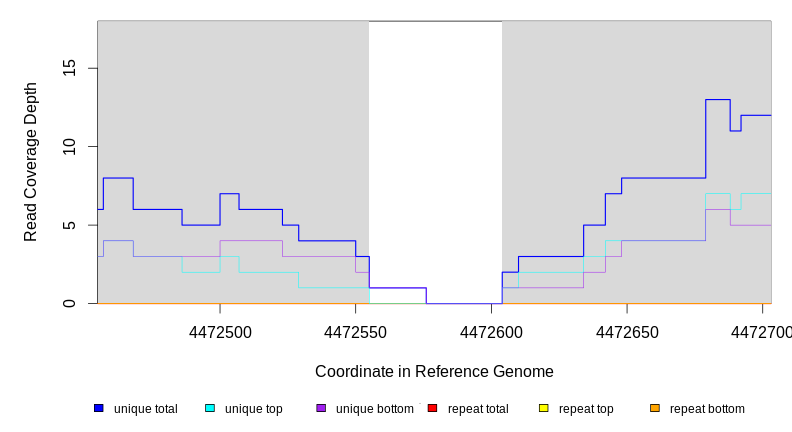 Read Coverage Depth
15
10
5
0
4472500 4472550 4472600 4472650 4472700
Coordinate in Reference Genome
unique total unique top unique bottom repeat total repeat top repeat bottom